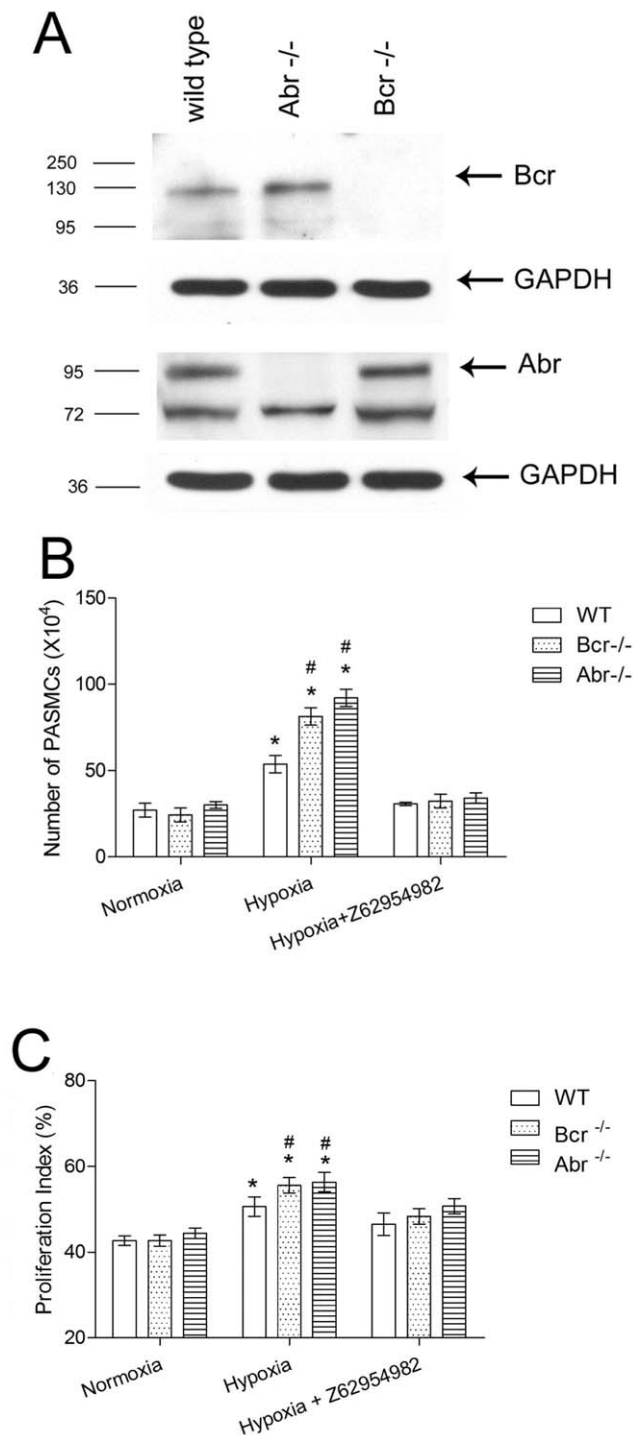 A
wild type
Abr -/-
Bcr -/-
250
130
95
Bcr
36
GAPDH
95
72
Abr
36
GAPDH
B
Number of PASMCs (X10⁴)
150
100
50
0
# *
# *
*
WT
Bcr-/-
Abr-/-
Normoxia
Hypoxia
Hypoxia+Z62954982
C
Proliferation Index (%)
80
60
40
20
# *
# *
*
WT
Bcr -/-
Abr -/-
Normoxia
Hypoxia
Hypoxia + Z62954982